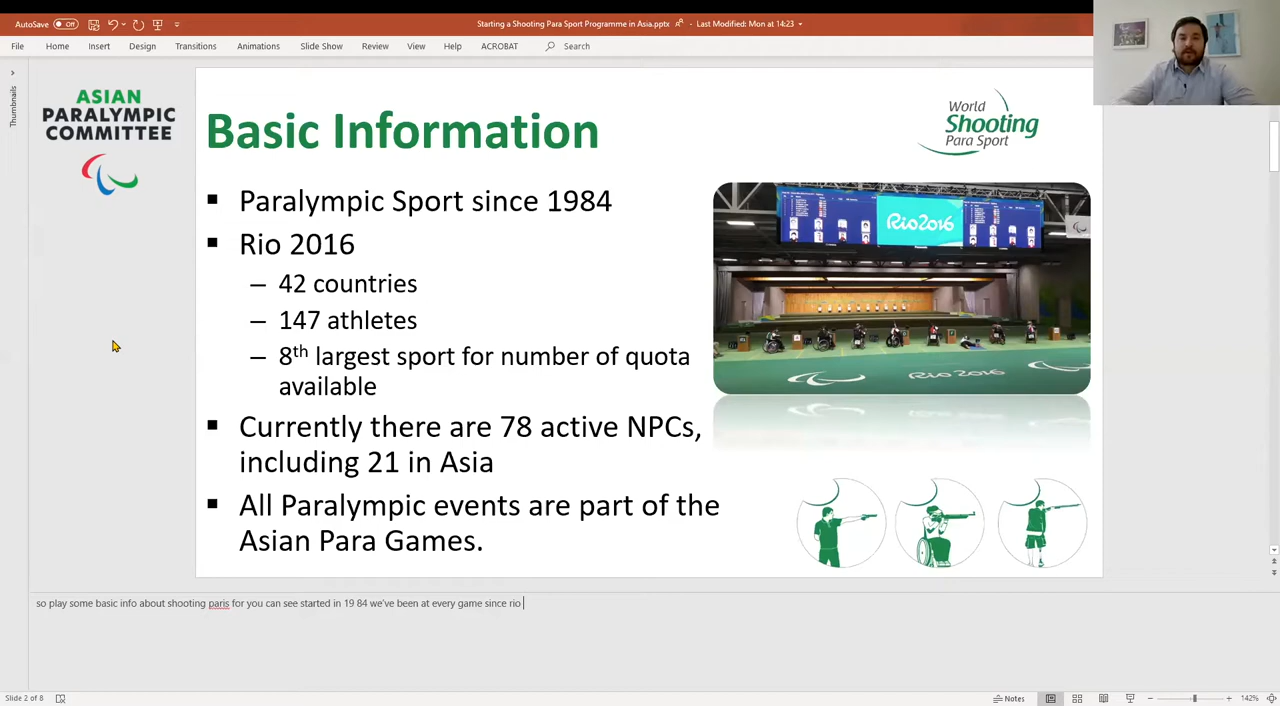 AutoSave Off
Starting a Shooting Para Sport Programme in Asia.pptx - Last Modified: Mon at 14:23
File Home Insert Design Transitions Animations Slide Show Review View Help ACROBAT Search
Thumbnails
ASIAN
PARALYMPIC
COMMITTEE
Basic Information
World
Shooting
Para Sport
▪ Paralympic Sport since 1984
▪ Rio 2016
– 42 countries
– 147 athletes
– 8th largest sport for number of quota
available
▪ Currently there are 78 active NPCs,
including 21 in Asia
▪ All Paralympic events are part of the
Asian Para Games.
Rio2016
RIO 2016
so play some basic info about shooting paris for you can see started in 19 84 we've been at every game since rio
Slide 2 of 8
Notes
142%